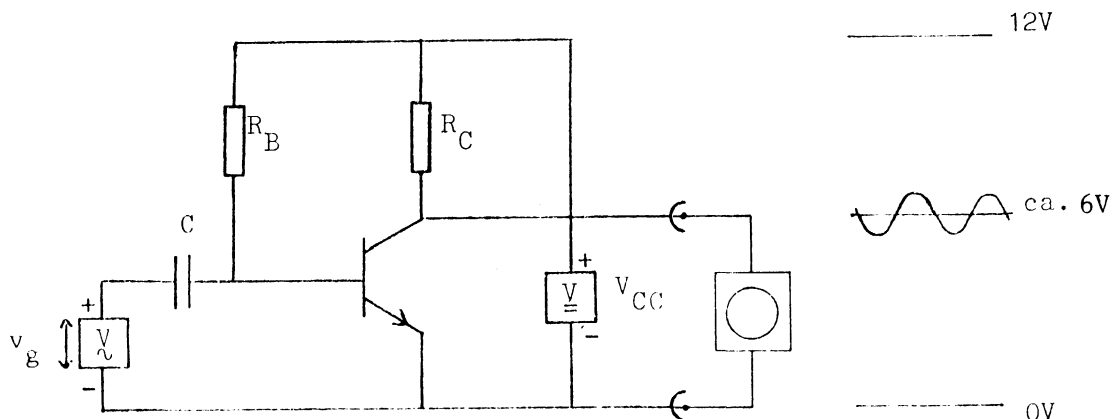 12V
R_B
R_C
C
ca. 6V
+
V
=
-
V_CC
+
v_g
V
~
-
0V